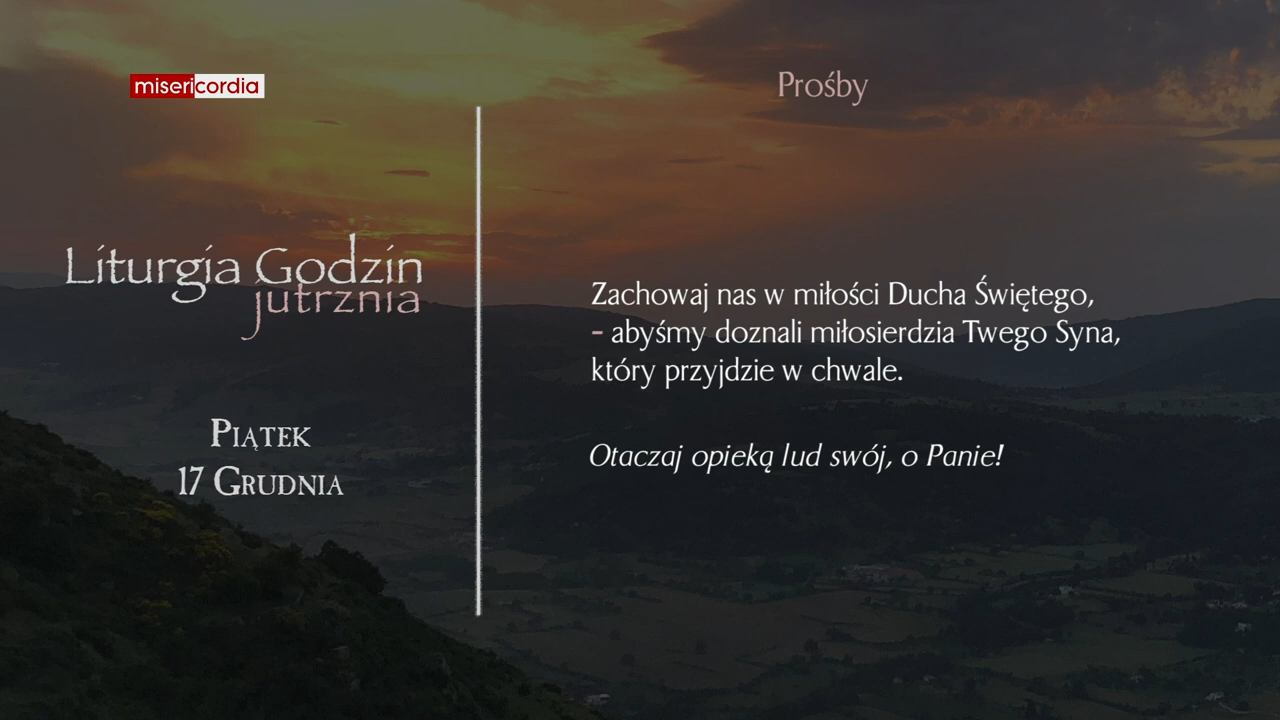 misericordia
Prośby
Liturgia Godzin
jutrznia
Piątek
17 Grudnia
Zachowaj nas w miłości Ducha Świętego,
- abyśmy doznali miłosierdzia Twego Syna,
który przyjdzie w chwale.
Otaczaj opieką lud swój, o Panie!